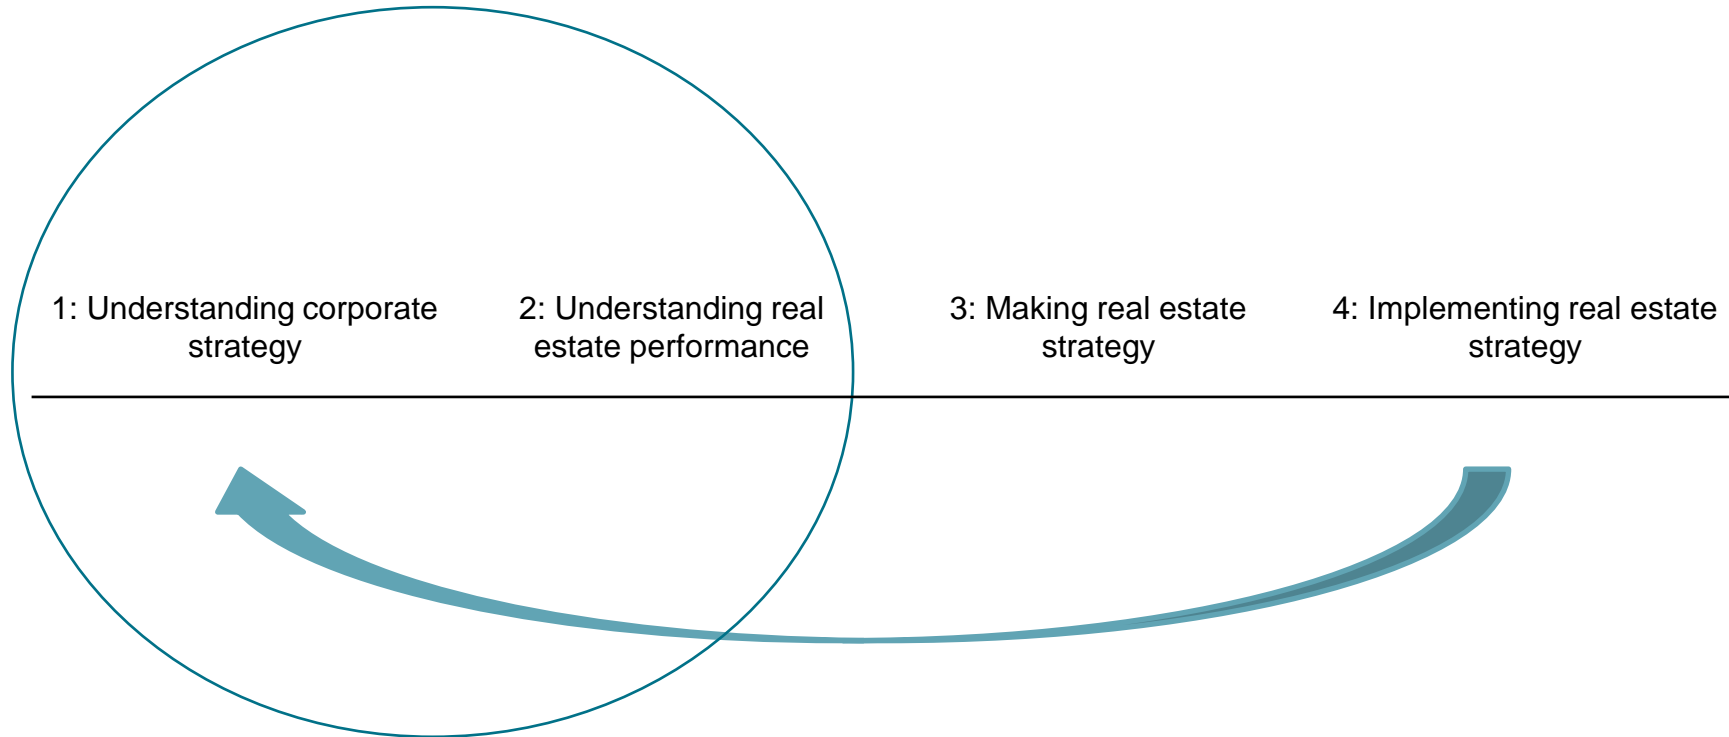 1: Understanding corporate
strategy
2: Understanding real
estate performance
3: Making real estate
strategy
4: Implementing real estate
strategy